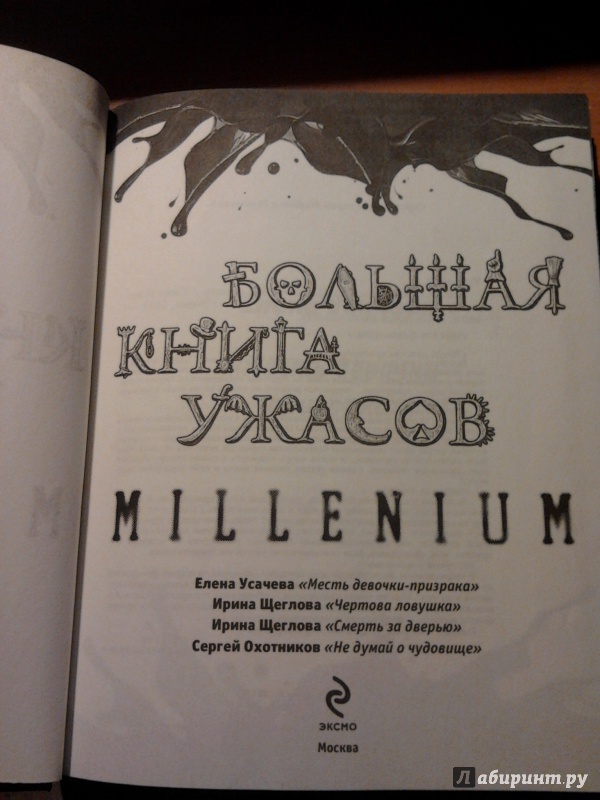 БОЛЬШАЯ
КНИГА
УЖАСОВ
MILLENIUM
Елена Усачева «Месть девочки-призрака»
Ирина Щеглова «Чертова ловушка»
Ирина Щеглова «Смерть за дверью»
Сергей Охотников «Не думай о чудовище»
ЭКСМО
Москва
Лабиринт.ру